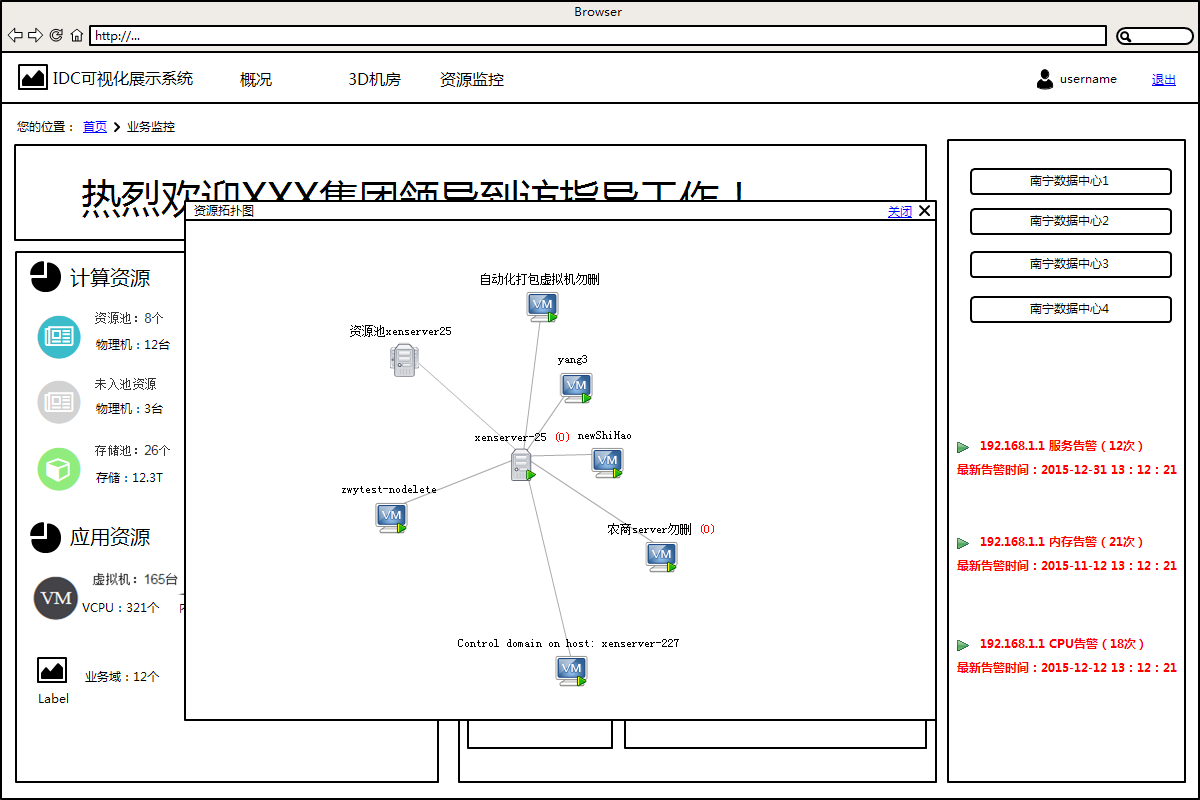 Browser
http://...
IDC可视化展示系统 概况 3D机房 资源监控 username 退出
您的位置： 首页 业务监控
热烈欢迎XXX集团领导到访指导工作！
资源拓扑图 关闭
计算资源
资源池：8个
物理机：12台
未入池资源
物理机：3台
存储池：26个
存储：12.3T
应用资源
虚拟机：165台
VCPU：321个
业务域：12个
Label
自动化打包虚拟机勿删
VM
资源池xenserver25
yang3
VM
xenserver-25 (0)
newShiHao
VM
zwytest-nodelete
VM
农商server勿删 (0)
VM
Control domain on host: xenserver-227
VM
VM
南宁数据中心1
南宁数据中心2
南宁数据中心3
南宁数据中心4
192.168.1.1 服务告警（12次）
最新告警时间：2015-12-31 13：12：21
192.168.1.1 内存告警（21次）
最新告警时间：2015-11-12 13：12：21
192.168.1.1 CPU告警（18次）
最新告警时间：2015-12-12 13：12：21